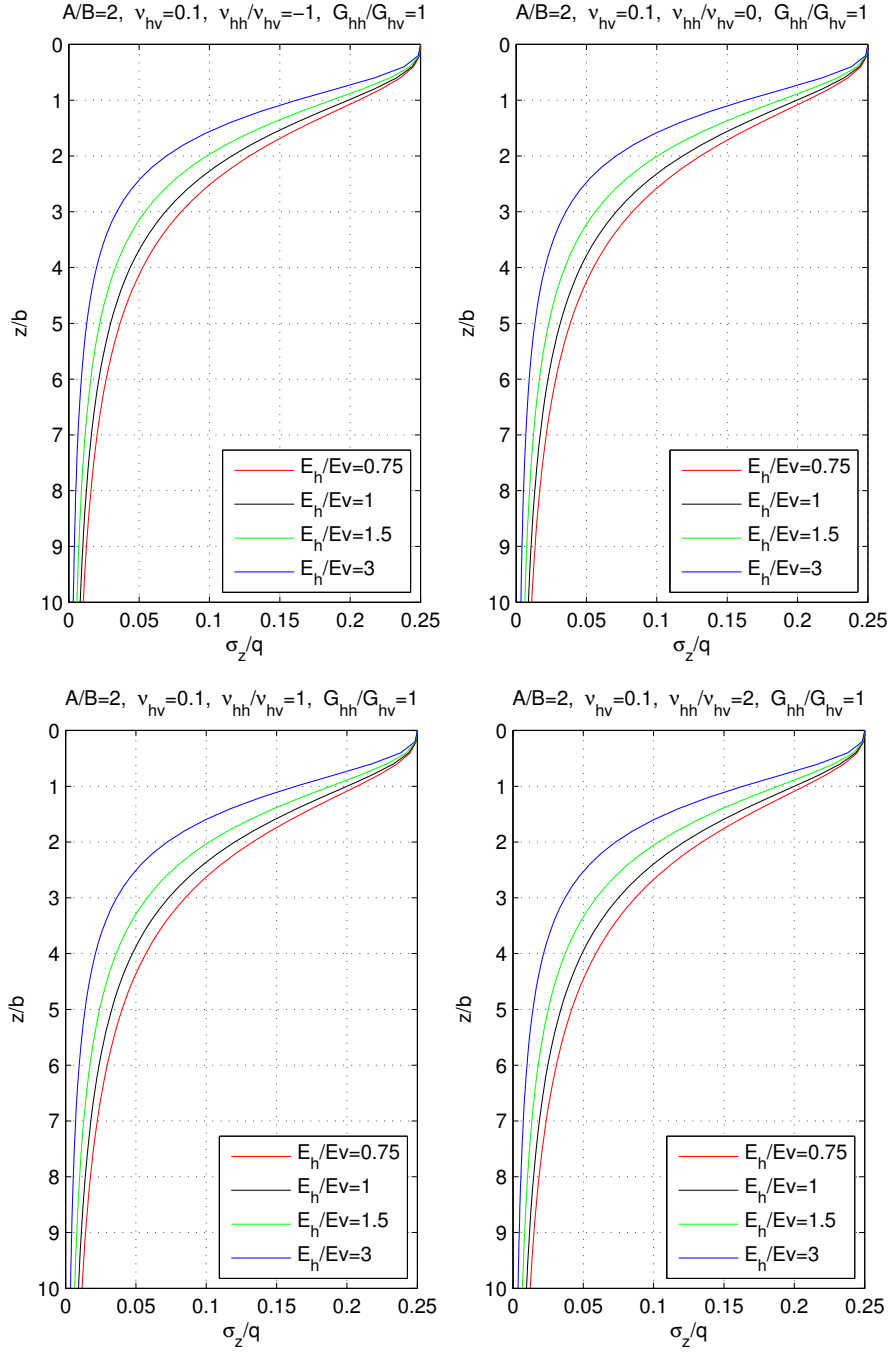 A/B=2, ν_hv=0.1, ν_hh/ν_hv=−1, G_hh/G_hv=1
0
1
2
3
4
5
6
7
8
9
10
z/b
0 0.05 0.1 0.15 0.2 0.25
σ_z/q
E_h/Ev=0.75
E_h/Ev=1
E_h/Ev=1.5
E_h/Ev=3
A/B=2, ν_hv=0.1, ν_hh/ν_hv=0, G_hh/G_hv=1
0
1
2
3
4
5
6
7
8
9
10
z/b
0 0.05 0.1 0.15 0.2 0.25
σ_z/q
E_h/Ev=0.75
E_h/Ev=1
E_h/Ev=1.5
E_h/Ev=3
A/B=2, ν_hv=0.1, ν_hh/ν_hv=1, G_hh/G_hv=1
0
1
2
3
4
5
6
7
8
9
10
z/b
0 0.05 0.1 0.15 0.2 0.25
σ_z/q
E_h/Ev=0.75
E_h/Ev=1
E_h/Ev=1.5
E_h/Ev=3
A/B=2, ν_hv=0.1, ν_hh/ν_hv=2, G_hh/G_hv=1
0
1
2
3
4
5
6
7
8
9
10
z/b
0 0.05 0.1 0.15 0.2 0.25
σ_z/q
E_h/Ev=0.75
E_h/Ev=1
E_h/Ev=1.5
E_h/Ev=3